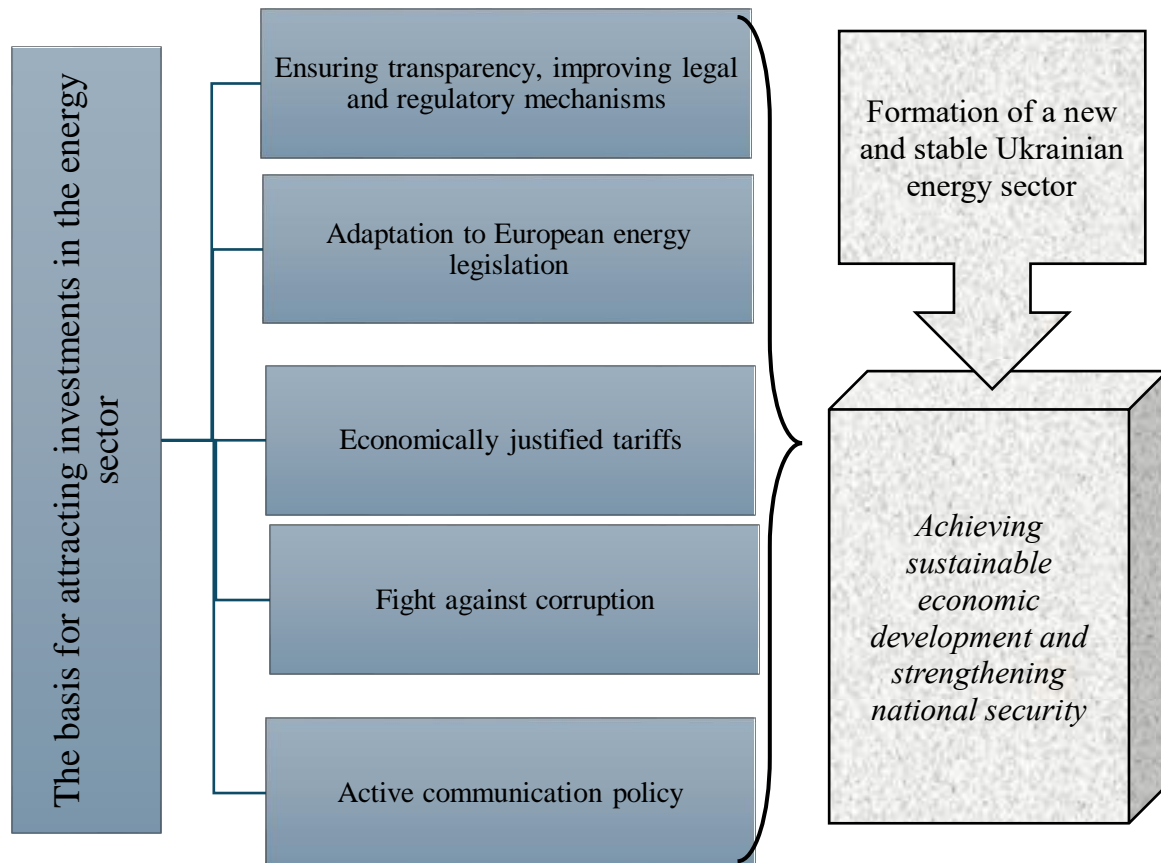 The basis for attracting investments in the energy
sector
Ensuring transparency, improving legal
and regulatory mechanisms
Adaptation to European energy
legislation
Economically justified tariffs
Fight against corruption
Active communication policy
Formation of a new
and stable Ukrainian
energy sector
Achieving
sustainable
economic
development and
strengthening
national security